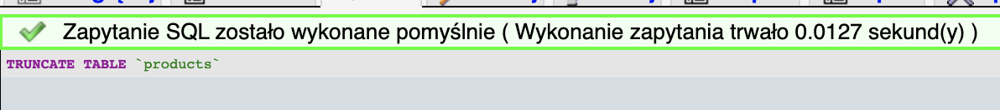 Zapytanie SQL zostało wykonane pomyślnie ( Wykonanie zapytania trwało 0.0127 sekund(y) )
TRUNCATE TABLE `products`